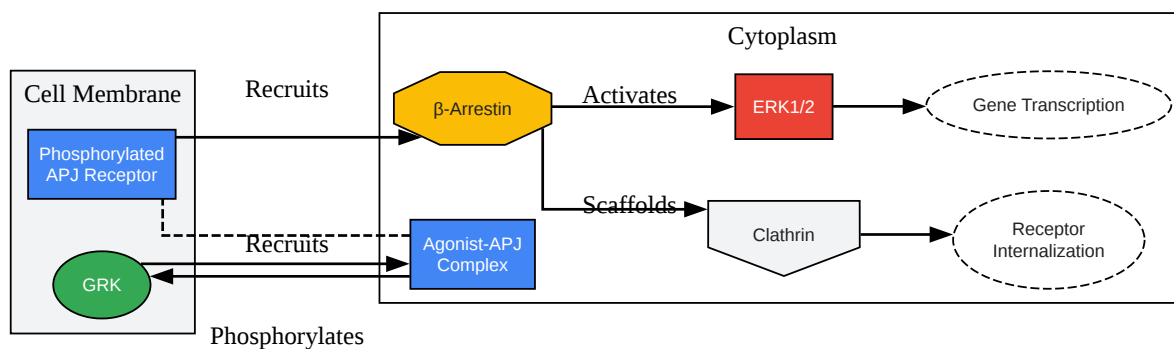 Cytoplasm
Cell Membrane
Recruits
β-Arrestin
Activates
ERK1/2
Gene Transcription
Phosphorylated
APJ Receptor
Scaffolds
Clathrin
Receptor
Internalization
Recruits
Agonist-APJ
Complex
GRK
Phosphorylates